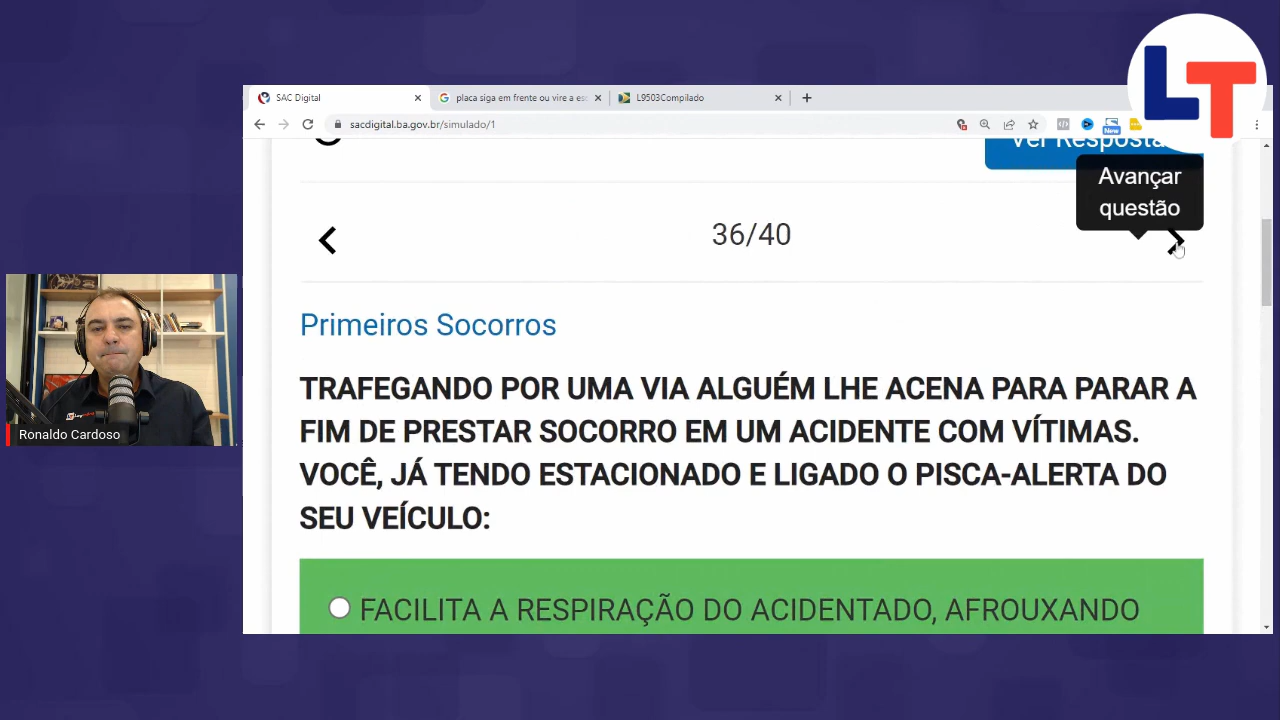 LT
SAC Digital
placa siga em frente ou vire a es
L9503Compilado
sacdigital.ba.gov.br/simulado/1
New
Ver Resposta
Avançar
questão
36/40
Primeiros Socorros
TRAFEGANDO POR UMA VIA ALGUÉM LHE ACENA PARA PARAR A
FIM DE PRESTAR SOCORRO EM UM ACIDENTE COM VÍTIMAS.
VOCÊ, JÁ TENDO ESTACIONADO E LIGADO O PISCA-ALERTA DO
SEU VEÍCULO:
FACILITA A RESPIRAÇÃO DO ACIDENTADO, AFROUXANDO
Ronaldo Cardoso